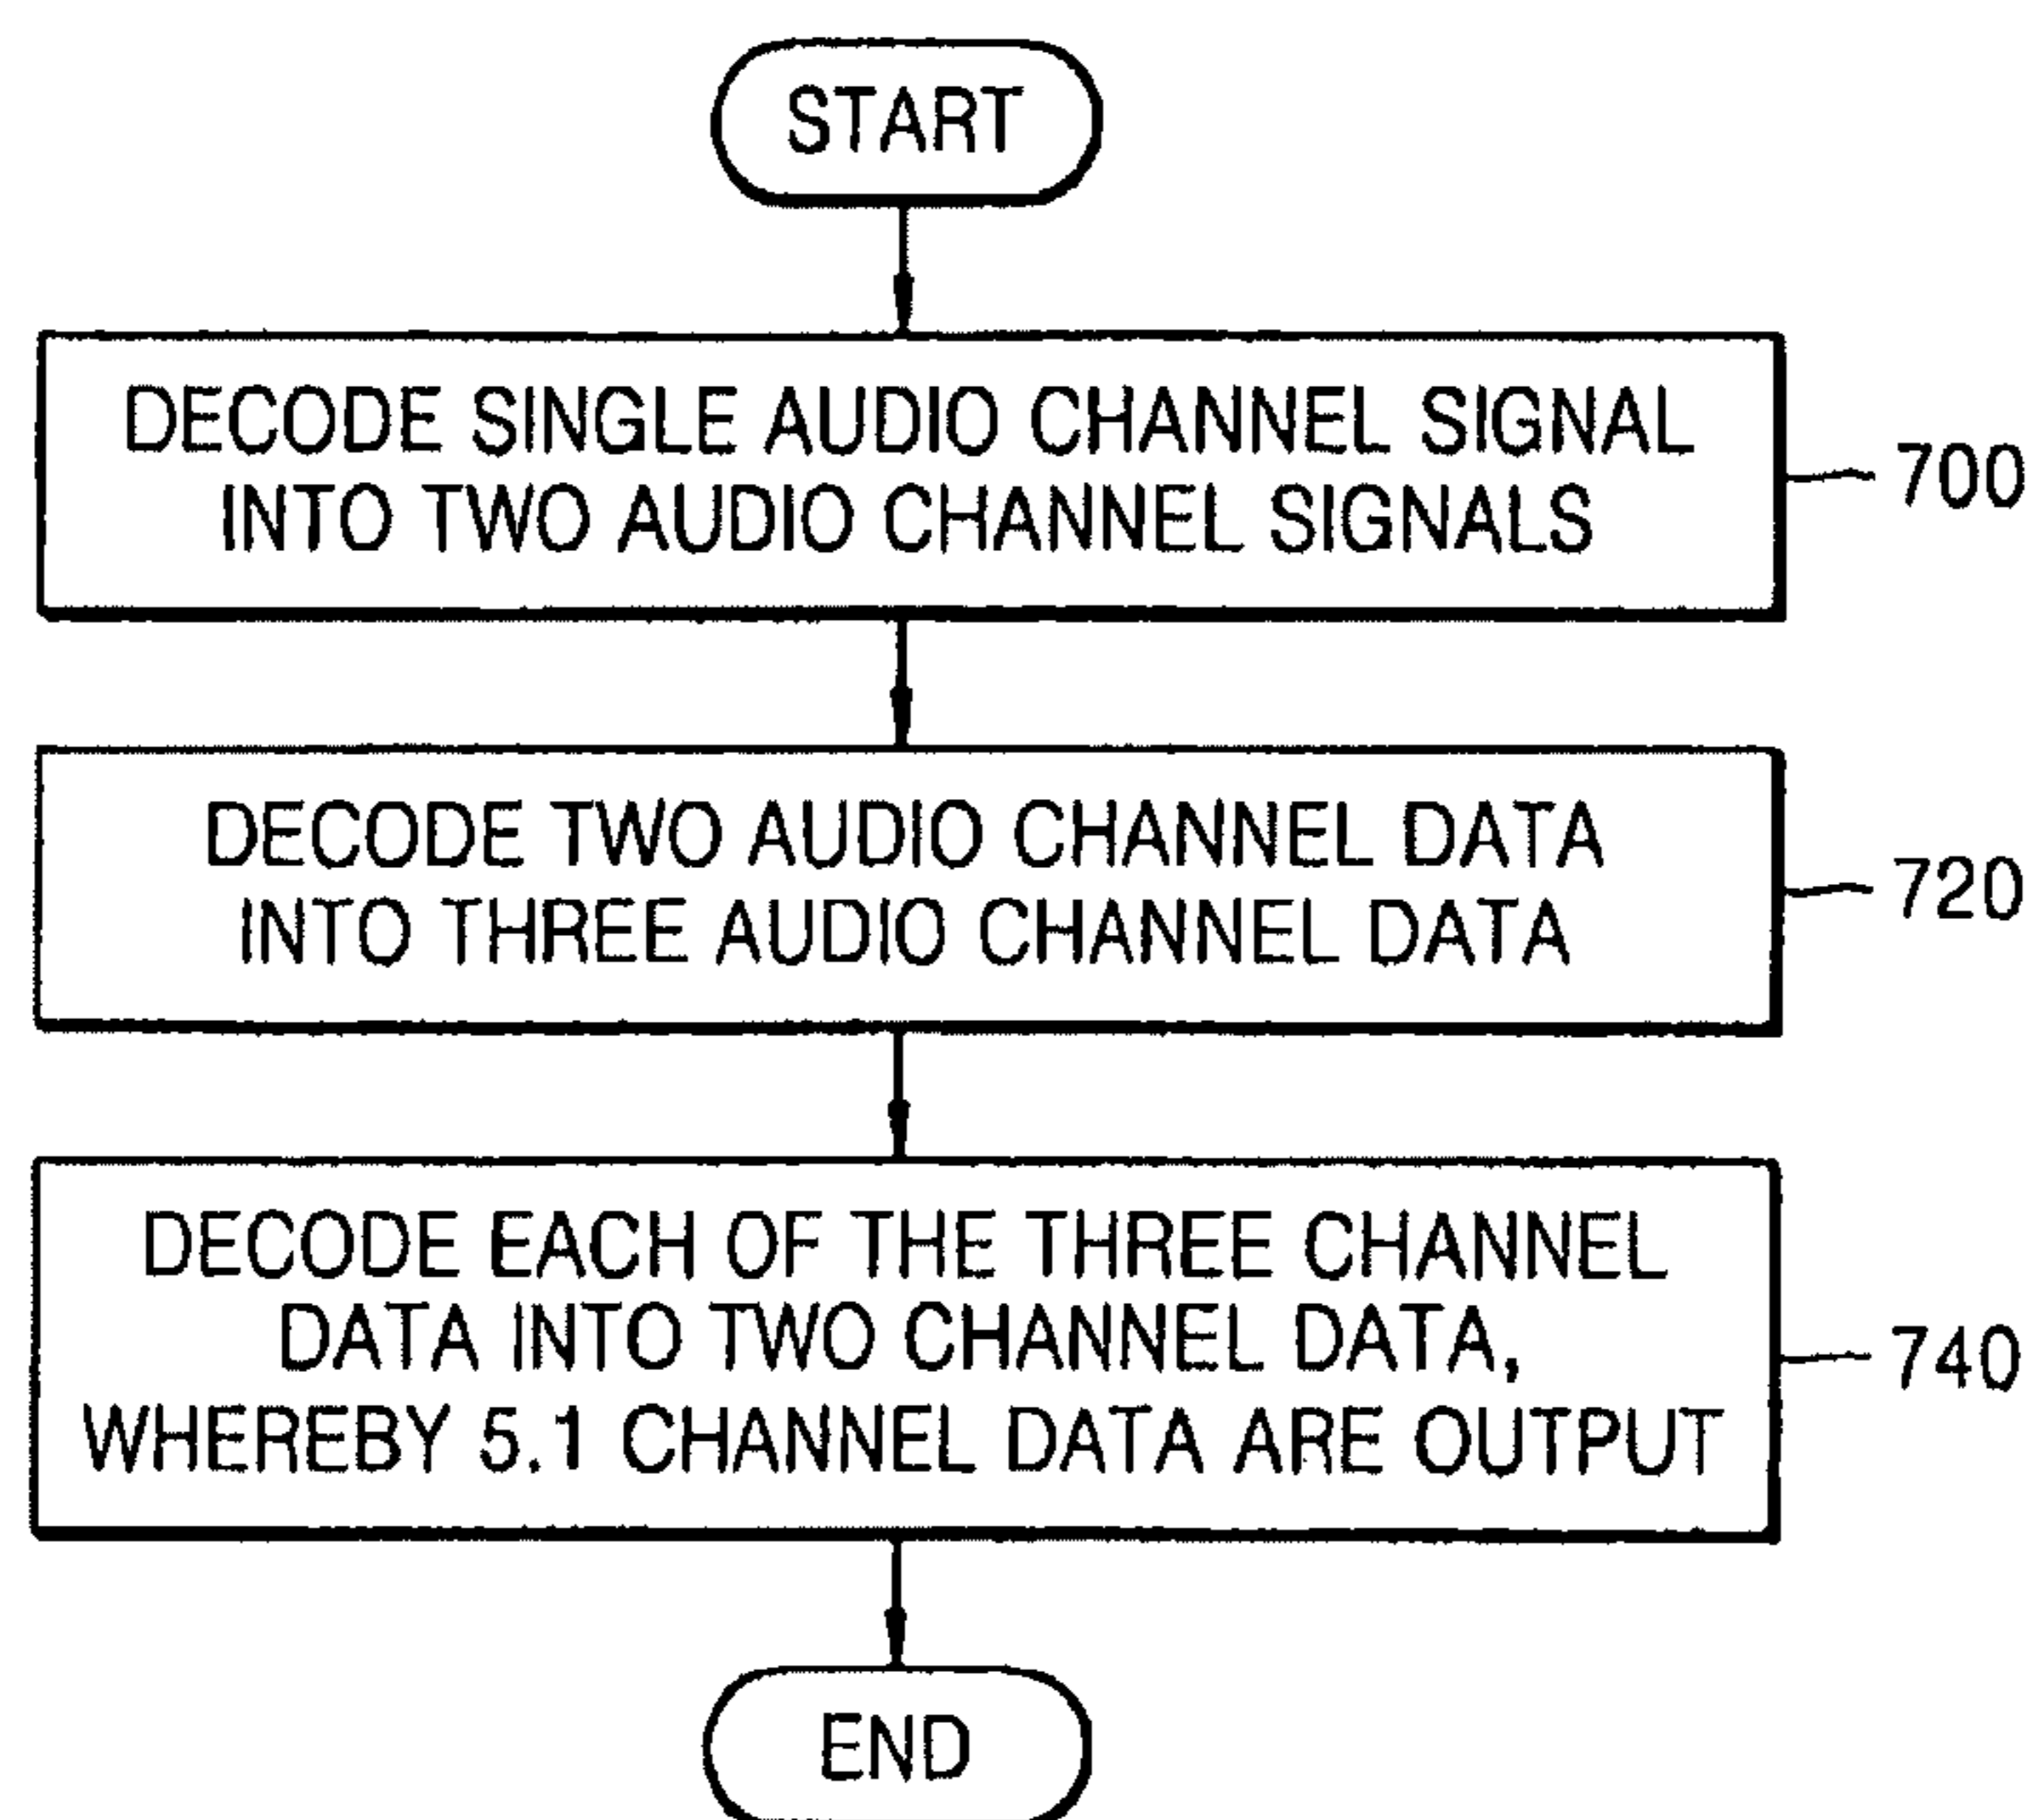 START
DECODE SINGLE AUDIO CHANNEL SIGNAL
INTO TWO AUDIO CHANNEL SIGNALS
700
DECODE TWO AUDIO CHANNEL DATA
INTO THREE AUDIO CHANNEL DATA
720
DECODE EACH OF THE THREE CHANNEL
DATA INTO TWO CHANNEL DATA,
WHEREBY 5.1 CHANNEL DATA ARE OUTPUT
740
END